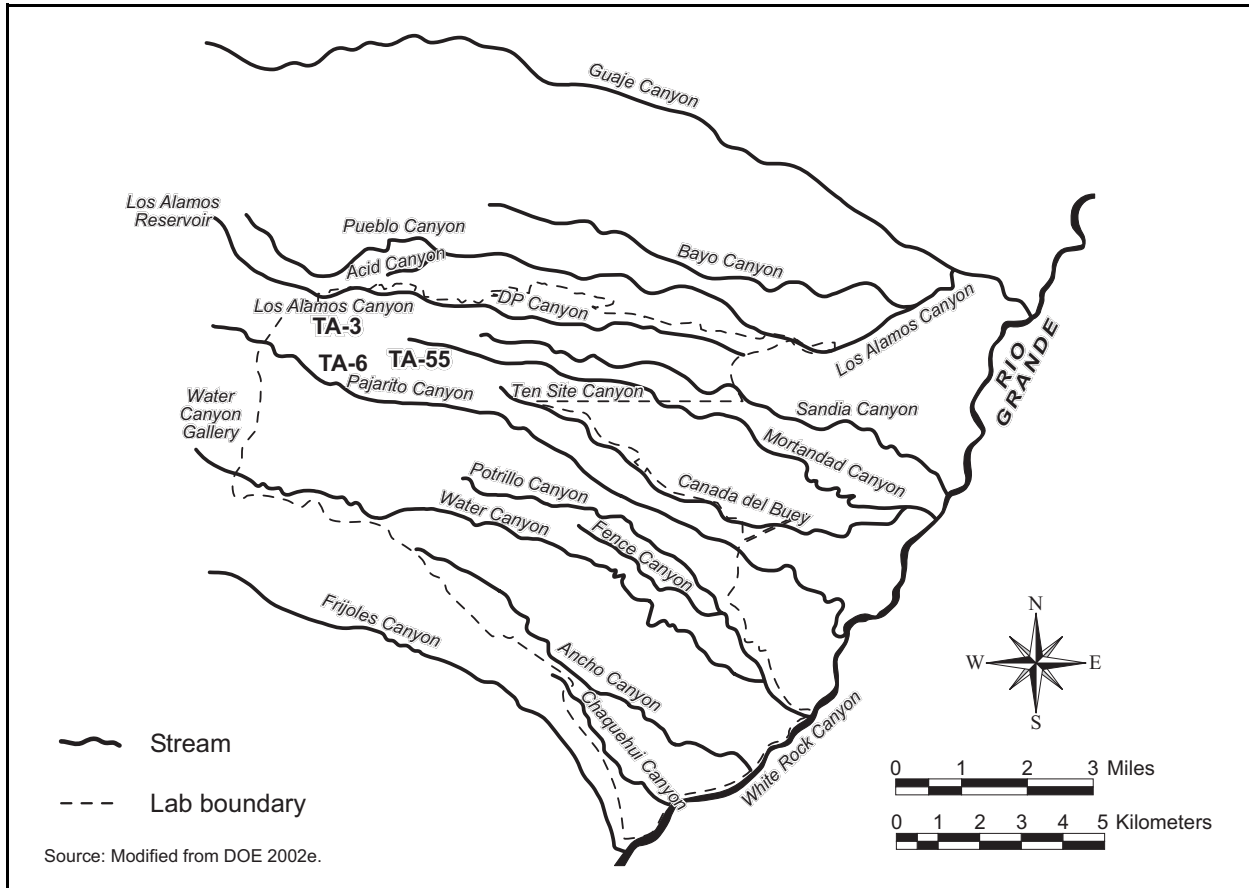 Guaje Canyon
Los Alamos
Reservoir
Pueblo Canyon
Acid Canyon
Bayo Canyon
Los Alamos Canyon
DP Canyon
TA-3
Los Alamos Canyon
RIO
GRANDE
TA-6
TA-55
Pajarito Canyon
Ten Site Canyon
Sandia Canyon
Water
Canyon
Gallery
Mortandad Canyon
Potrillo Canyon
Canada del Buey
Water Canyon
Fence Canyon
Frijoles Canyon
Ancho Canyon
Chaquehui Canyon
White Rock Canyon
N
W
E
S
Stream
Lab boundary
0 1 2 3 Miles
0 1 2 3 4 5 Kilometers
Source: Modified from DOE 2002e.